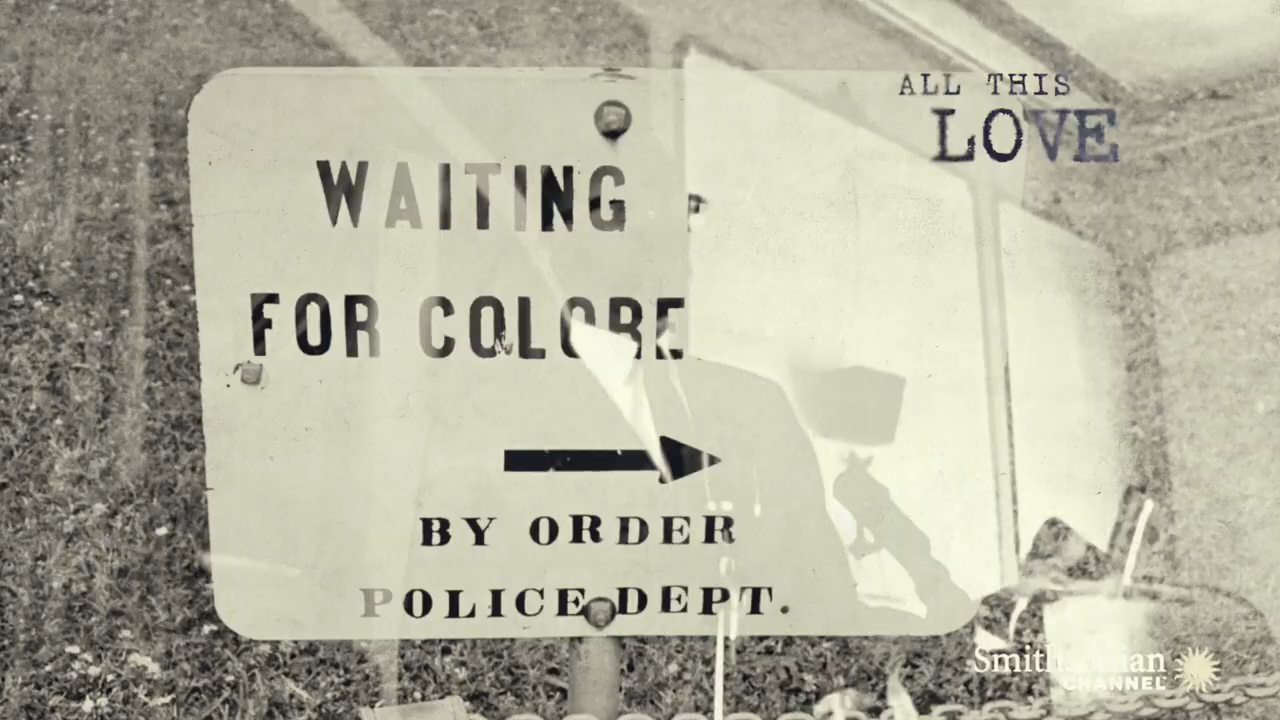 ALL THIS
LOVE
WAITING
FOR COLORE
BY ORDER
POLICE DEPT.
Smithsonian
CHANNEL